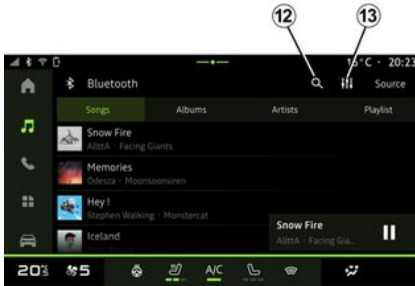 12 13
16°C · 20:23
Bluetooth Source
Songs Albums Artists Playlist
Snow Fire
AlittA · Facing Giants
Memories
Odesza · Moonsoonsiren
Hey !
Stephen Walking · Monstercat
Iceland
Snow Fire
AlittA · Facing Gia...
20 5 A/C